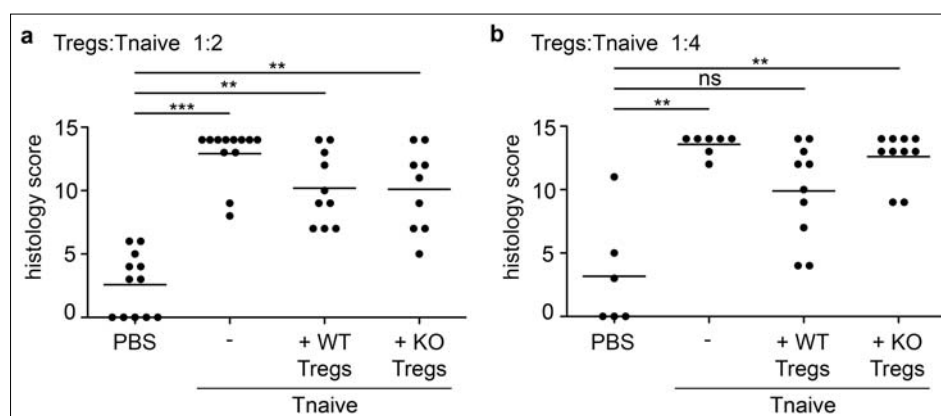 a Tregs:Tnaive 1:2
**
**
***
histology score
15
10
5
0
PBS
-
+ WT Tregs
+ KO Tregs
Tnaive
b Tregs:Tnaive 1:4
**
ns
**
histology score
15
10
5
0
PBS
-
+ WT Tregs
+ KO Tregs
Tnaive